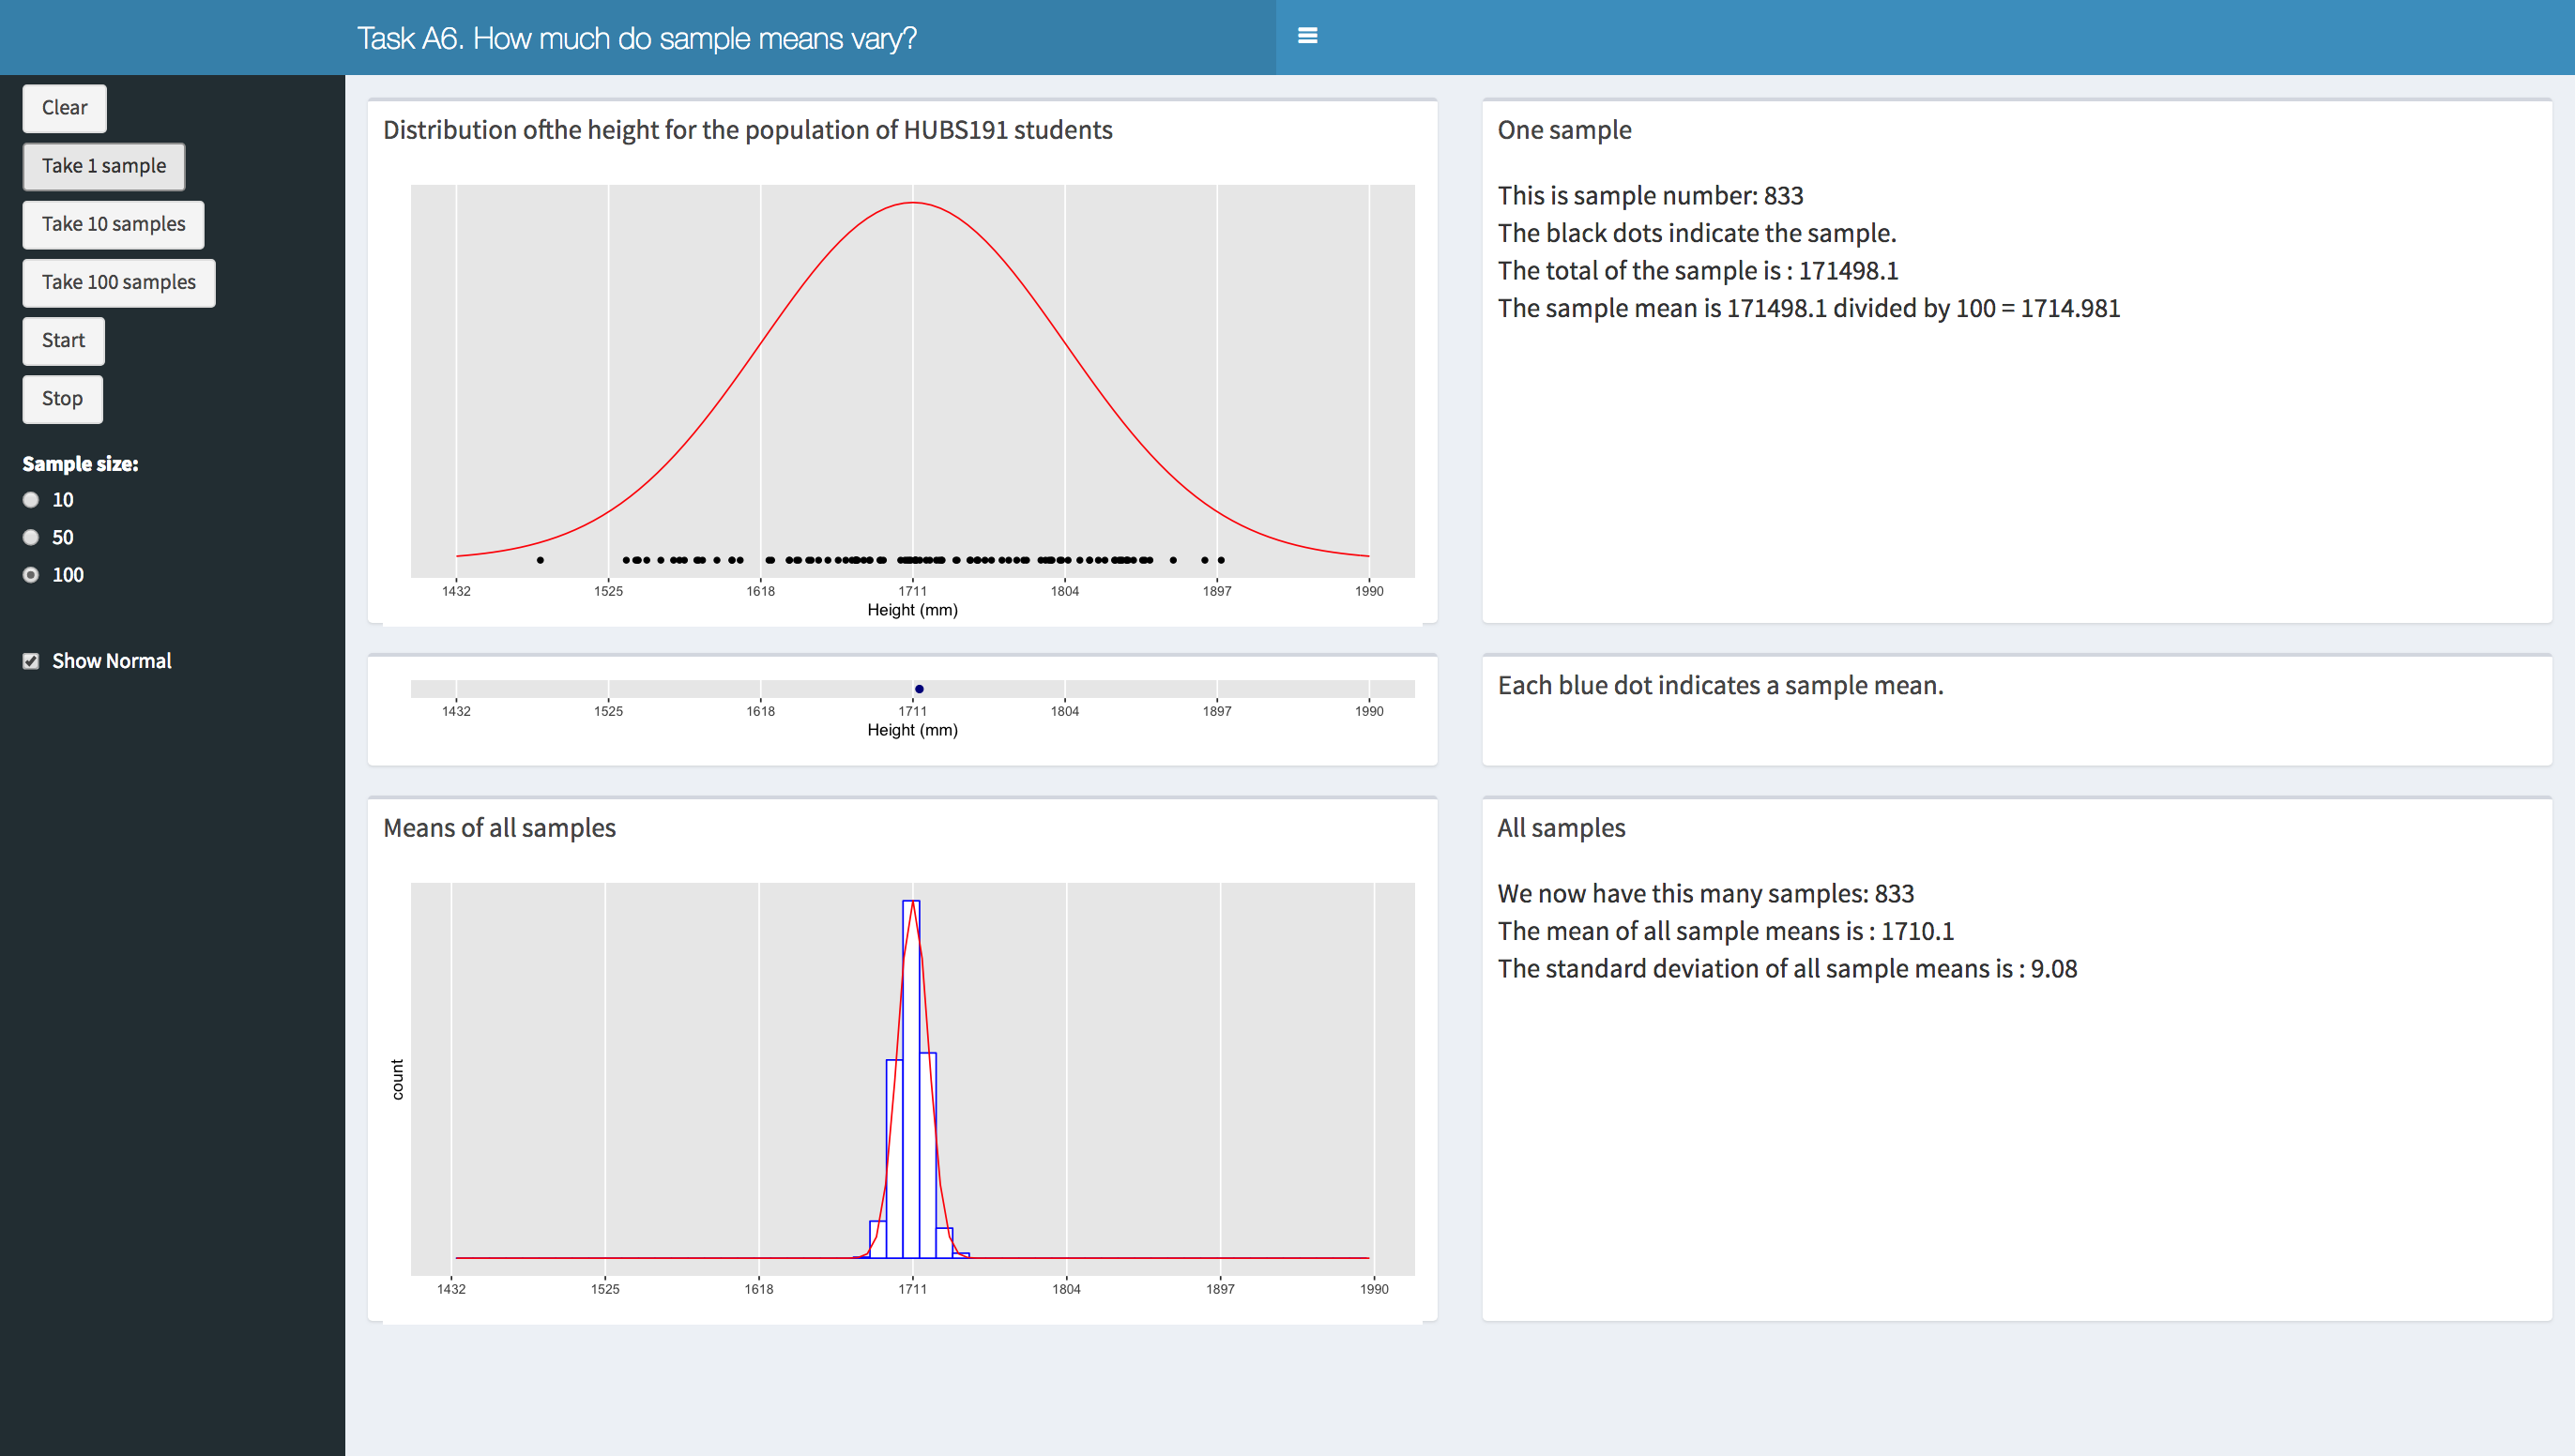 Task A6. How much do sample means vary?
Clear
Take 1 sample
Take 10 samples
Take 100 samples
Start
Stop
Sample size:
10
50
100
Show Normal
Distribution ofthe height for the population of HUBS191 students
1432 1525 1618 1711 1804 1897 1990
Height (mm)
One sample
This is sample number: 833
The black dots indicate the sample.
The total of the sample is : 171498.1
The sample mean is 171498.1 divided by 100 = 1714.981
1432 1525 1618 1711 1804 1897 1990
Height (mm)
Each blue dot indicates a sample mean.
Means of all samples
count
1432 1525 1618 1711 1804 1897 1990
All samples
We now have this many samples: 833
The mean of all sample means is : 1710.1
The standard deviation of all sample means is : 9.08